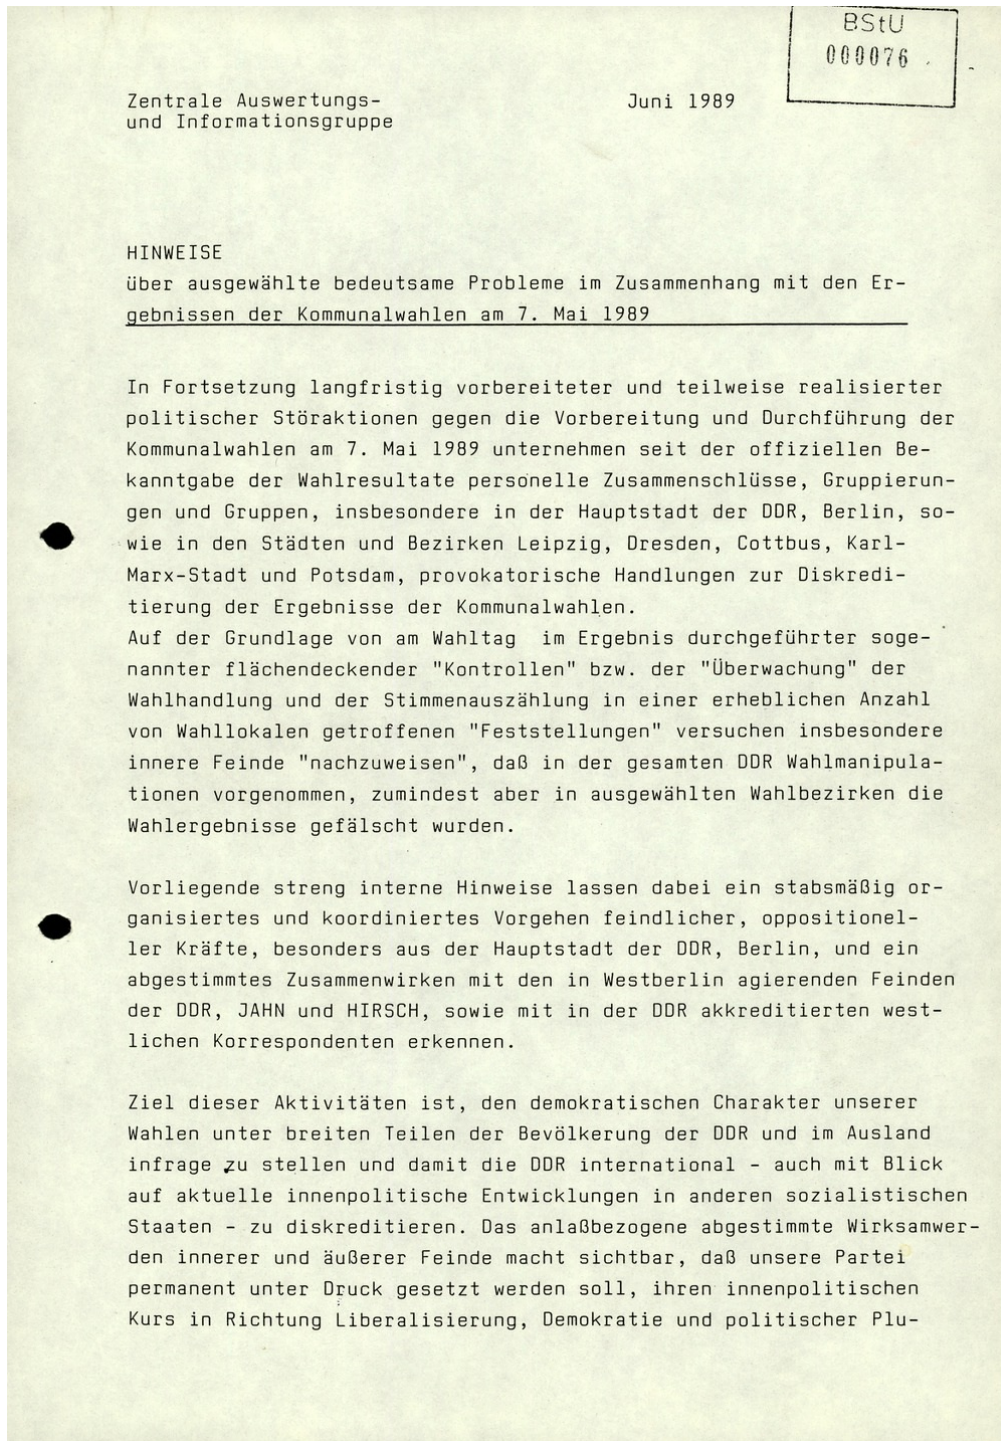 BStU
000076
Zentrale Auswertungs-
und Informationsgruppe
Juni 1989
HINWEISE
über ausgewählte bedeutsame Probleme im Zusammenhang mit den Er-
gebnissen der Kommunalwahlen am 7. Mai 1989
In Fortsetzung langfristig vorbereiteter und teilweise realisierter
politischer Störaktionen gegen die Vorbereitung und Durchführung der
Kommunalwahlen am 7. Mai 1989 unternehmen seit der offiziellen Be-
kanntgabe der Wahlresultate personelle Zusammenschlüsse, Gruppierun-
gen und Gruppen, insbesondere in der Hauptstadt der DDR, Berlin, so-
wie in den Städten und Bezirken Leipzig, Dresden, Cottbus, Karl-
Marx-Stadt und Potsdam, provokatorische Handlungen zur Diskredi-
tierung der Ergebnisse der Kommunalwahlen.
Auf der Grundlage von am Wahltag im Ergebnis durchgeführter soge-
nannter flächendeckender "Kontrollen" bzw. der "Überwachung" der
Wahlhandlung und der Stimmenauszählung in einer erheblichen Anzahl
von Wahllokalen getroffenen "Feststellungen" versuchen insbesondere
innere Feinde "nachzuweisen", daß in der gesamten DDR Wahlmanipula-
tionen vorgenommen, zumindest aber in ausgewählten Wahlbezirken die
Wahlergebnisse gefälscht wurden.
Vorliegende streng interne Hinweise lassen dabei ein stabsmäßig or-
ganisiertes und koordiniertes Vorgehen feindlicher, oppositionel-
ler Kräfte, besonders aus der Hauptstadt der DDR, Berlin, und ein
abgestimmtes Zusammenwirken mit den in Westberlin agierenden Feinden
der DDR, JAHN und HIRSCH, sowie mit in der DDR akkreditierten west-
lichen Korrespondenten erkennen.
Ziel dieser Aktivitäten ist, den demokratischen Charakter unserer
Wahlen unter breiten Teilen der Bevölkerung der DDR und im Ausland
infrage zu stellen und damit die DDR international - auch mit Blick
auf aktuelle innenpolitische Entwicklungen in anderen sozialistischen
Staaten - zu diskreditieren. Das anlaßbezogene abgestimmte Wirksamwer-
den innerer und äußerer Feinde macht sichtbar, daß unsere Partei
permanent unter Druck gesetzt werden soll, ihren innenpolitischen
Kurs in Richtung Liberalisierung, Demokratie und politischer Plu-